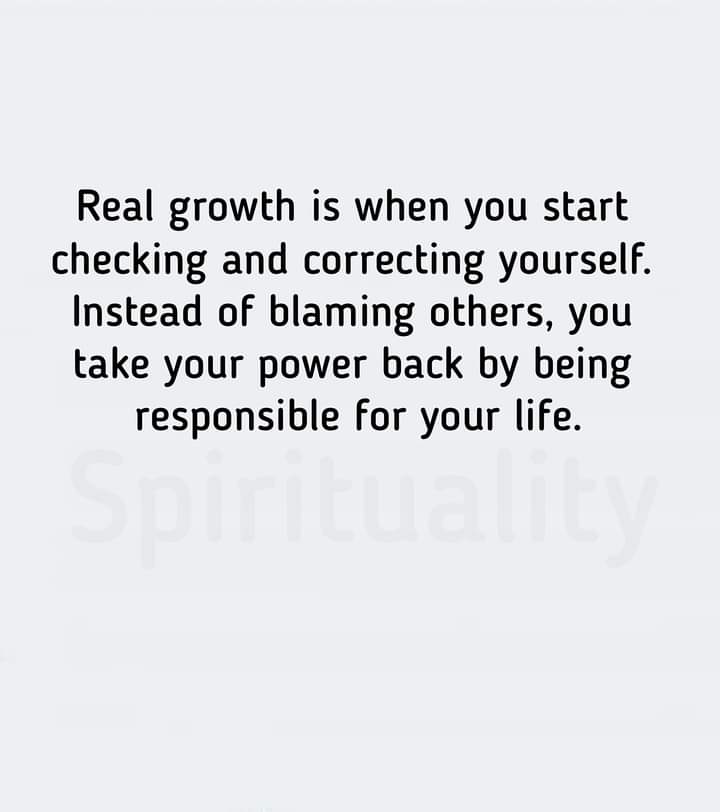 Real growth is when you start
checking and correcting yourself.
Instead of blaming others, you
take your power back by being
responsible for your life.
Spirituality